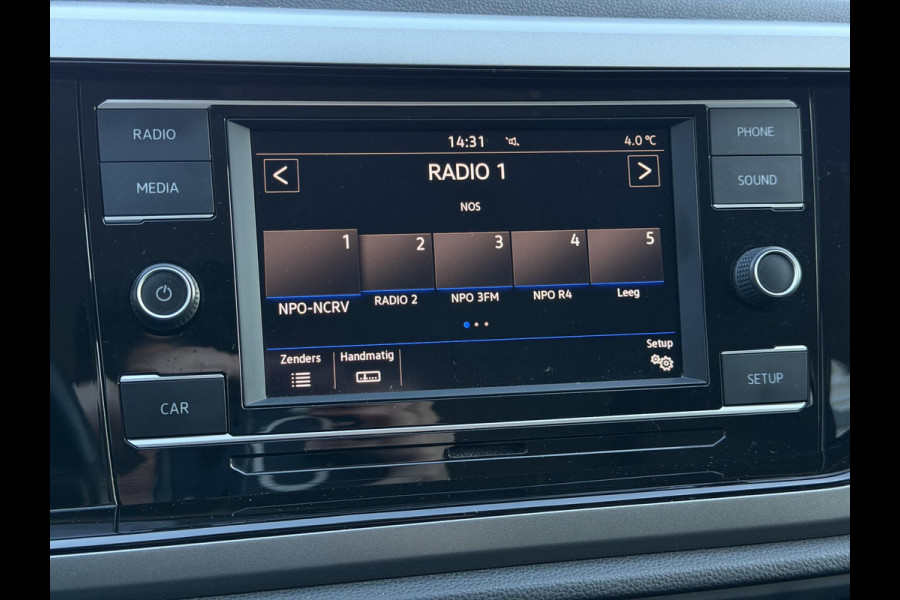 RADIO
MEDIA
CAR
14:31
4.0°C
<
RADIO 1
>
NOS
1 2 3 4 5
NPO-NCRV RADIO 2 NPO 3FM NPO R4 Leeg
Zenders Handmatig Setup
PHONE
SOUND
SETUP